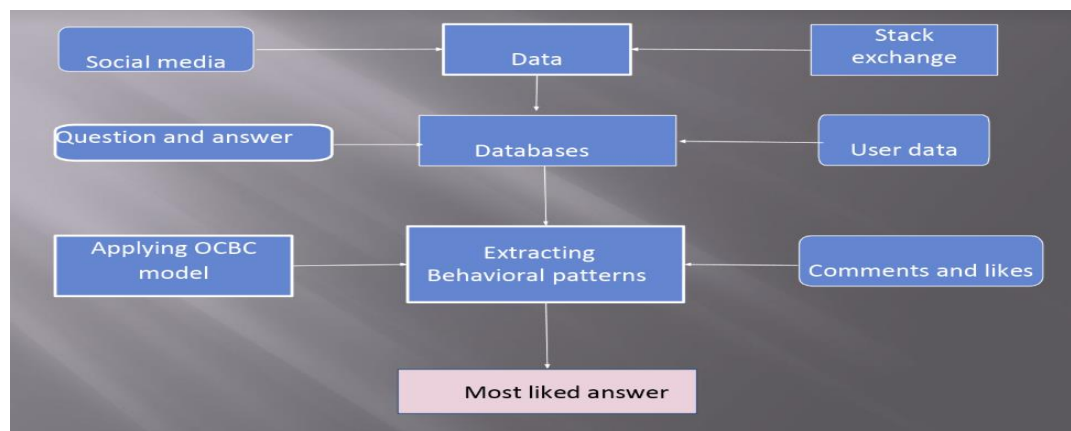 Social media
Data
Stack
exchange
Question and answer
Databases
User data
Applying OCBC
model
Extracting
Behavioral patterns
Comments and likes
Most liked answer